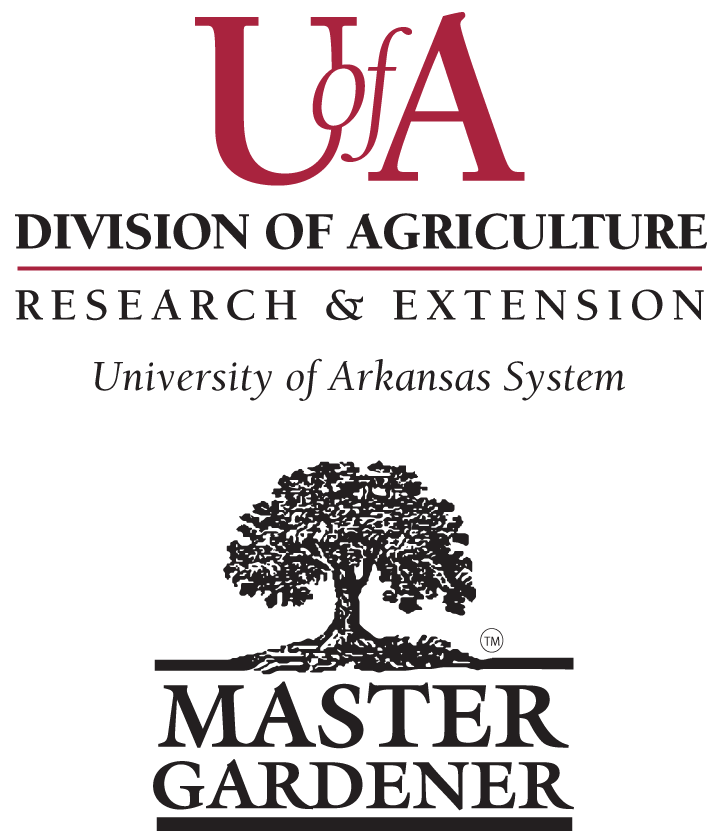 UofA
DIVISION OF AGRICULTURE
RESEARCH & EXTENSION
University of Arkansas System
TM
MASTER
GARDENER